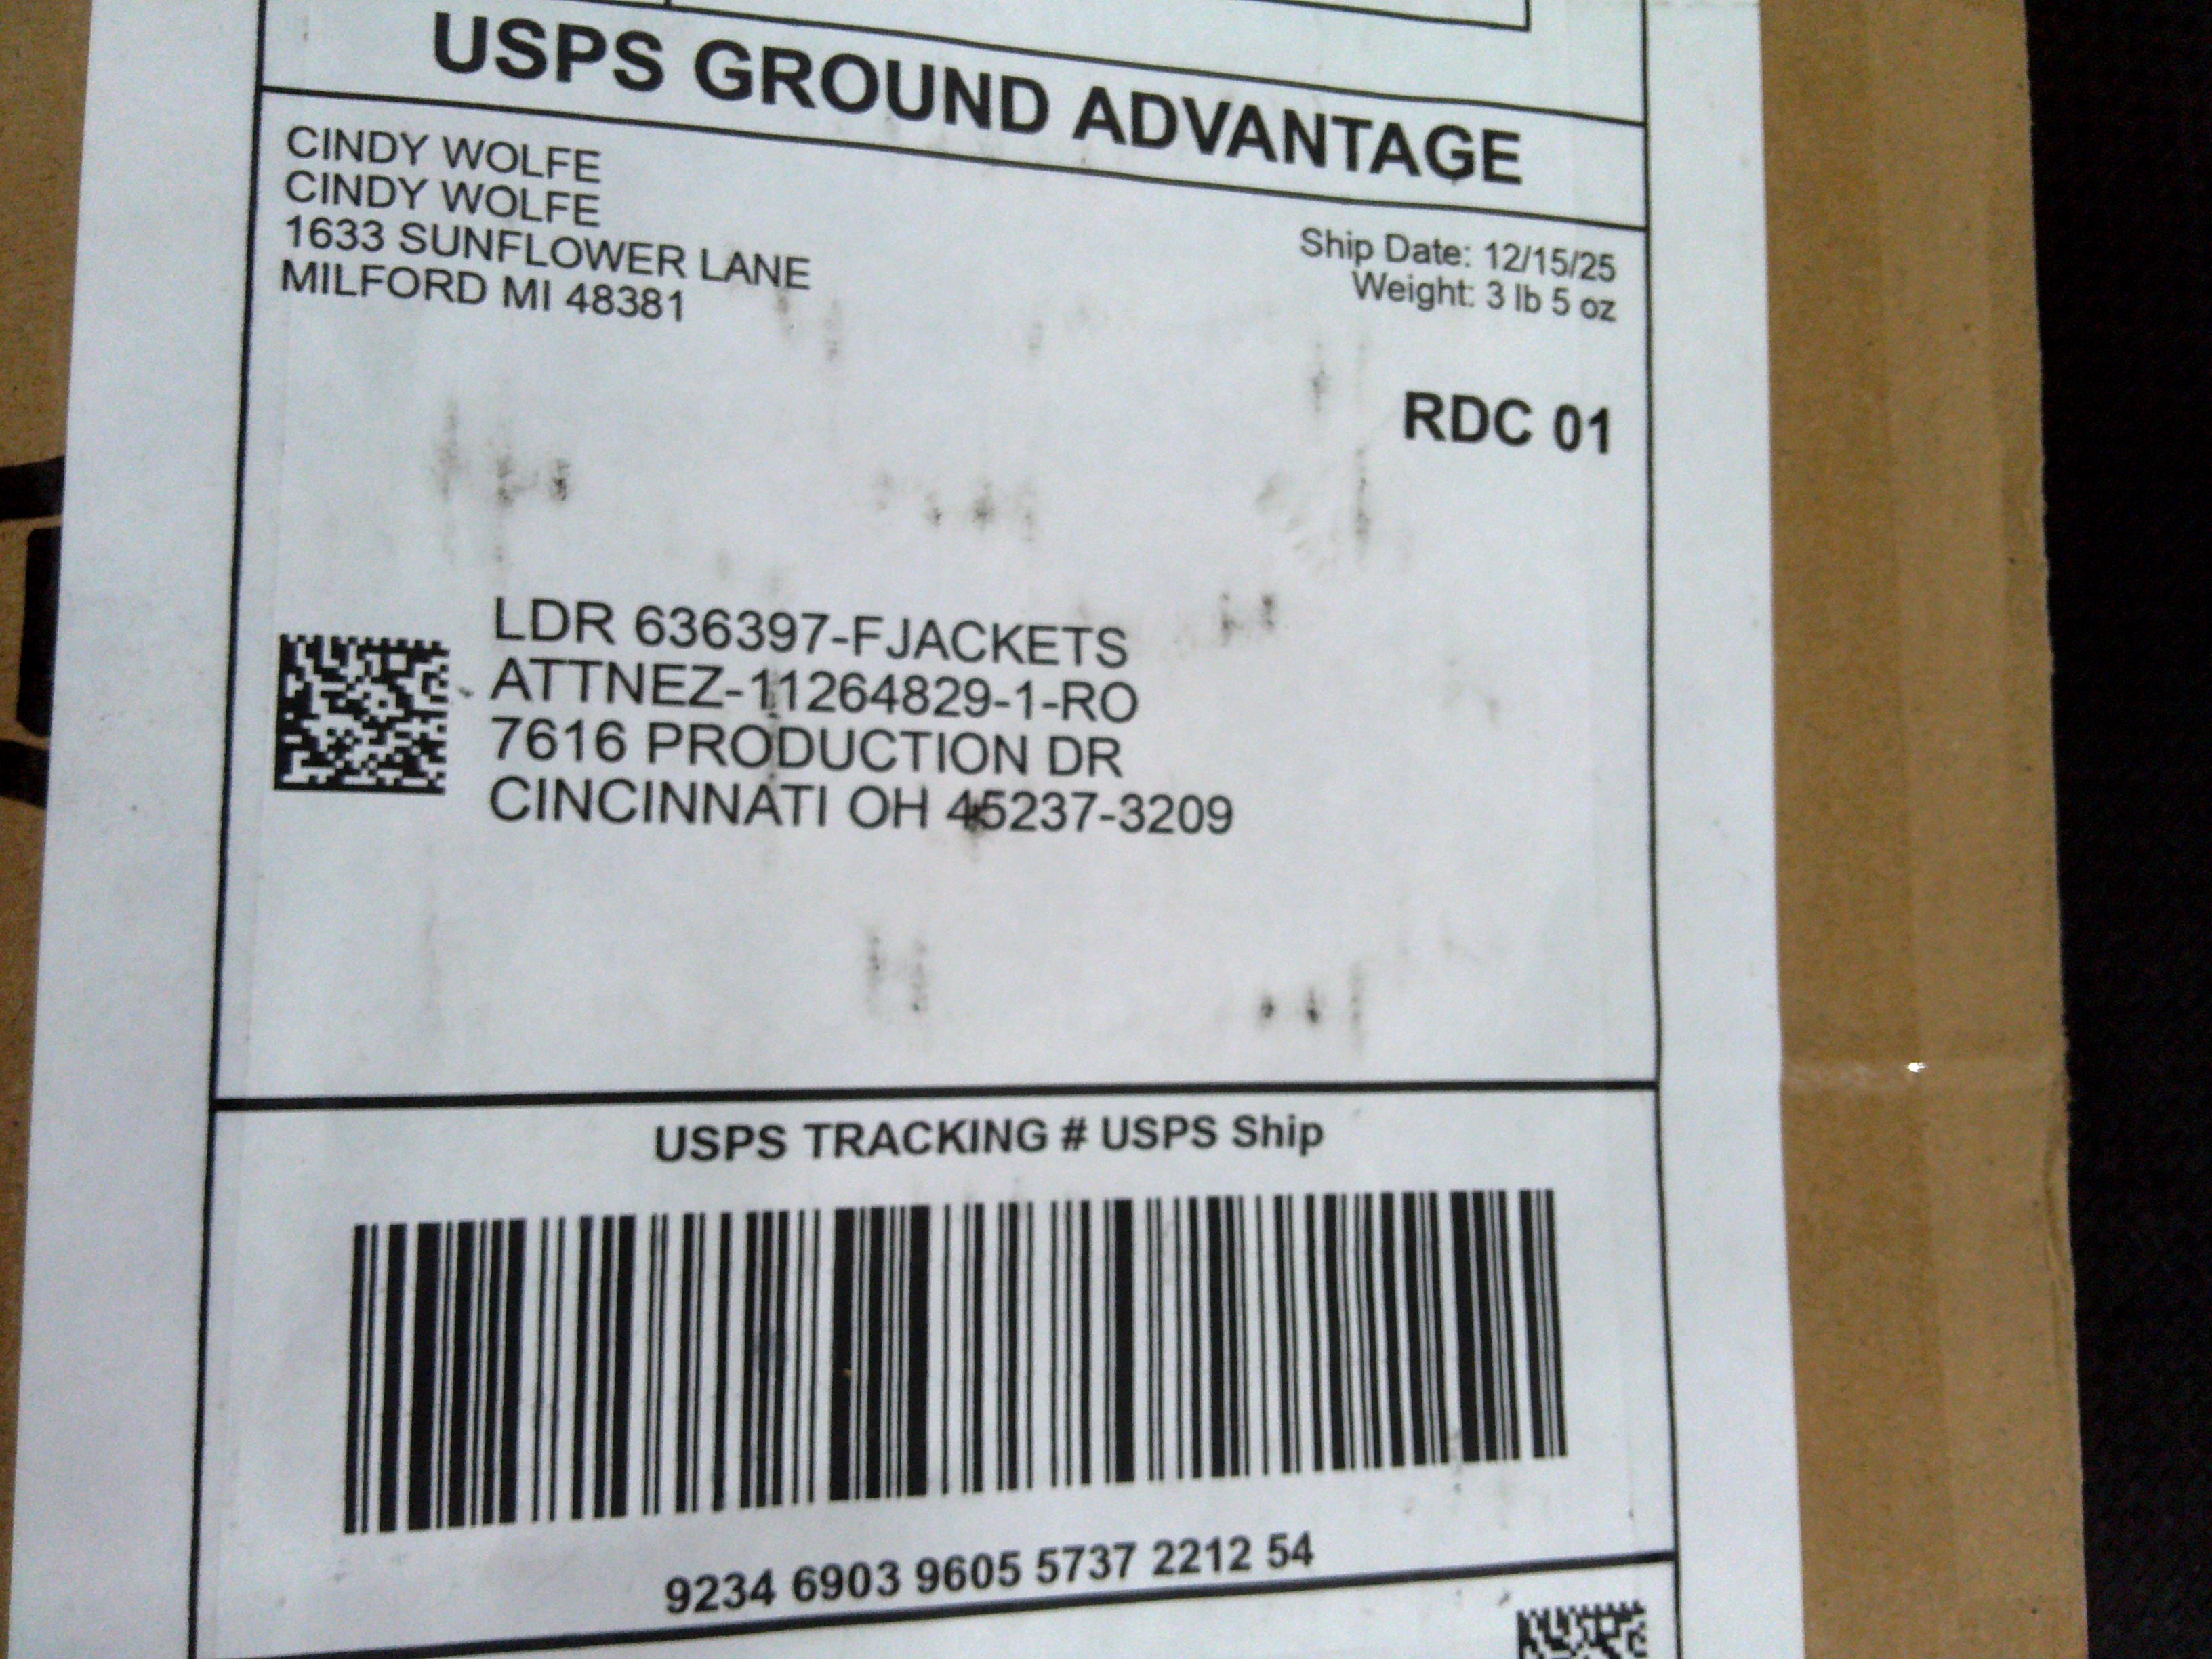 USPS GROUND ADVANTAGE
CINDY WOLFE
CINDY WOLFE
1633 SUNFLOWER LANE
MILFORD MI 48381
Ship Date: 12/15/25
Weight: 3 lb 5 oz
RDC 01
LDR 636397-FJACKETS
ATTNEZ-11264829-1-RO
7616 PRODUCTION DR
CINCINNATI OH 45237-3209
USPS TRACKING # USPS Ship
9234 6903 9605 5737 2212 54